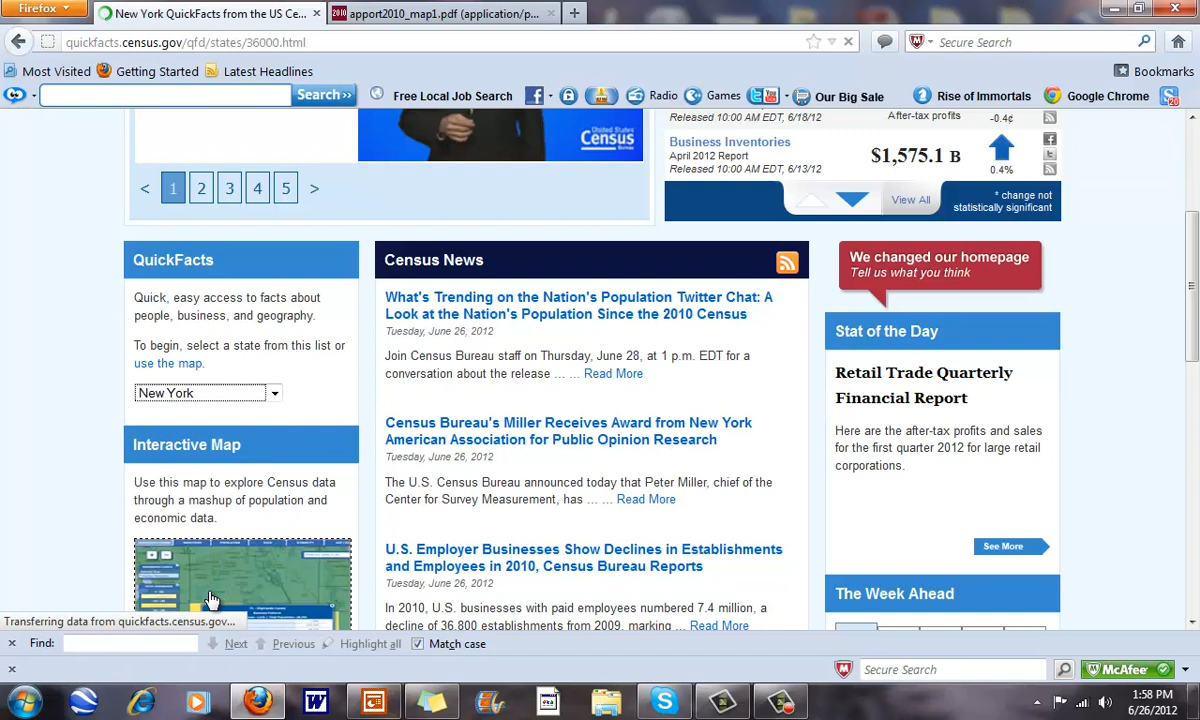 Firefox
New York QuickFacts from the US Ce...
apport2010_map1.pdf (application/p...
quickfacts.census.gov/qfd/states/36000.html
Secure Search
Most Visited
Getting Started
Latest Headlines
Bookmarks
Search >>
Free Local Job Search
Radio
Games
Our Big Sale
Rise of Immortals
Google Chrome
United States
Census
Bureau
< 1 2 3 4 5 >
After-tax profits
-0.4¢
Released 10:00 AM EDT, 6/18/12
Business Inventories
April 2012 Report
Released 10:00 AM EDT, 6/13/12
$1,575.1 B
0.4%
View All
* change not
statistically significant
QuickFacts
Quick, easy access to facts about
people, business, and geography.
To begin, select a state from this list or
use the map.
New York
Interactive Map
Use this map to explore Census data
through a mashup of population and
economic data.
Census News
What's Trending on the Nation's Population Twitter Chat: A
Look at the Nation's Population Since the 2010 Census
Tuesday, June 26, 2012
Join Census Bureau staff on Thursday, June 28, at 1 p.m. EDT for a
conversation about the release ... ... Read More
Census Bureau's Miller Receives Award from New York
American Association for Public Opinion Research
Tuesday, June 26, 2012
The U.S. Census Bureau announced today that Peter Miller, chief of the
Center for Survey Measurement, has ... ... Read More
U.S. Employer Businesses Show Declines in Establishments
and Employees in 2010, Census Bureau Reports
Tuesday, June 26, 2012
In 2010, U.S. businesses with paid employees numbered 7.4 million, a
decline of 36,800 establishments from 2009, marking ... Read More
We changed our homepage
Tell us what you think
Stat of the Day
Retail Trade Quarterly
Financial Report
Here are the after-tax profits and sales
for the first quarter 2012 for large retail
corporations.
See More
The Week Ahead
Transferring data from quickfacts.census.gov...
Find:
Next
Previous
Highlight all
Match case
Secure Search
McAfee
1:58 PM
6/26/2012